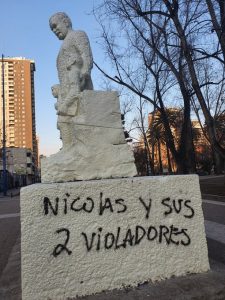 NICOLAS Y SUS
2 VIOLADORES